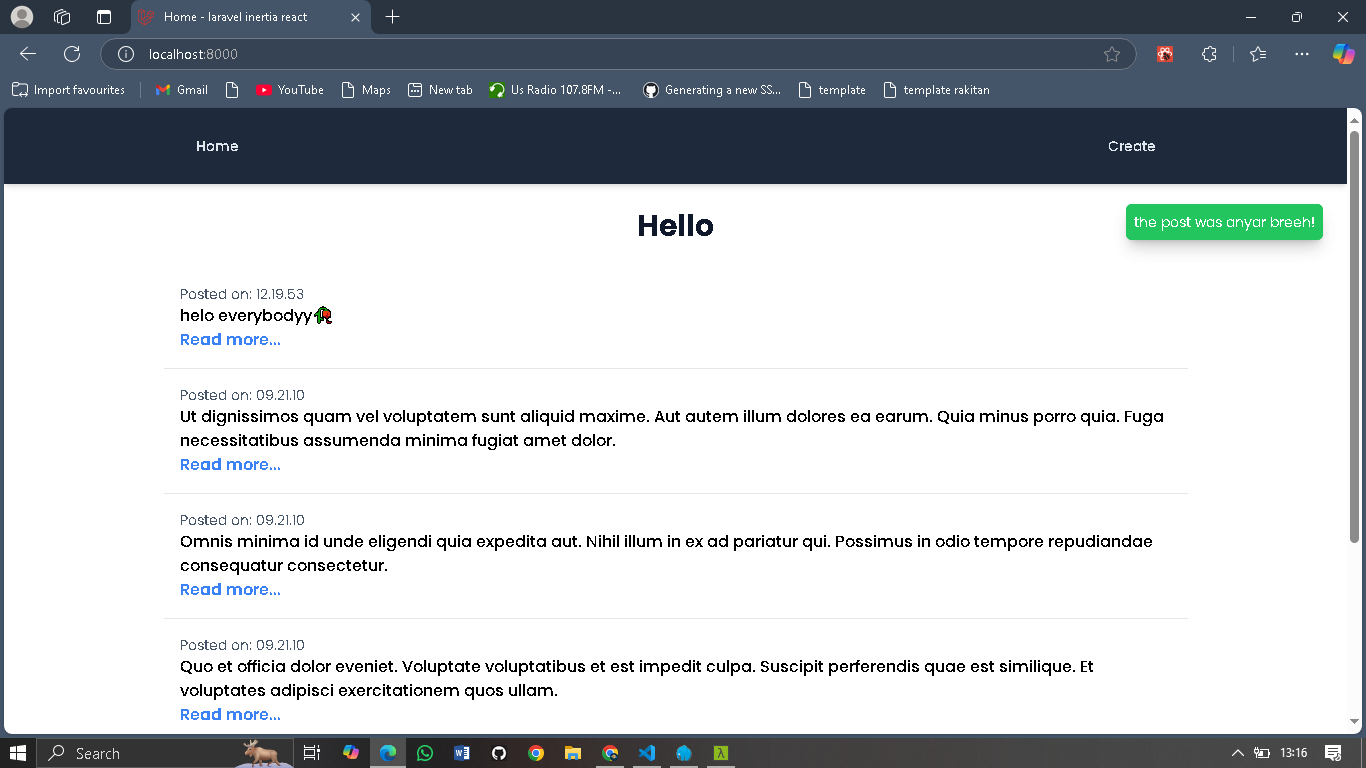 Home - laravel inertia react
localhost:8000
Import favourites
Gmail
YouTube
Maps
New tab
Us Radio 107.8FM -...
Generating a new SS...
template
template rakitan
Home
Create
Hello
the post was anyar breeh!
Posted on: 12.19.53
helo everybodyy🥀
Read more...
Posted on: 09.21.10
Ut dignissimos quam vel voluptatem sunt aliquid maxime. Aut autem illum dolores ea earum. Quia minus porro quia. Fuga
necessitatibus assumenda minima fugiat amet dolor.
Read more...
Posted on: 09.21.10
Omnis minima id unde eligendi quia expedita aut. Nihil illum in ex ad pariatur qui. Possimus in odio tempore repudiandae
consequatur consectetur.
Read more...
Posted on: 09.21.10
Quo et officia dolor eveniet. Voluptate voluptatibus et est impedit culpa. Suscipit perferendis quae est similique. Et
voluptates adipisci exercitationem quos ullam.
Read more...
Search
13:16